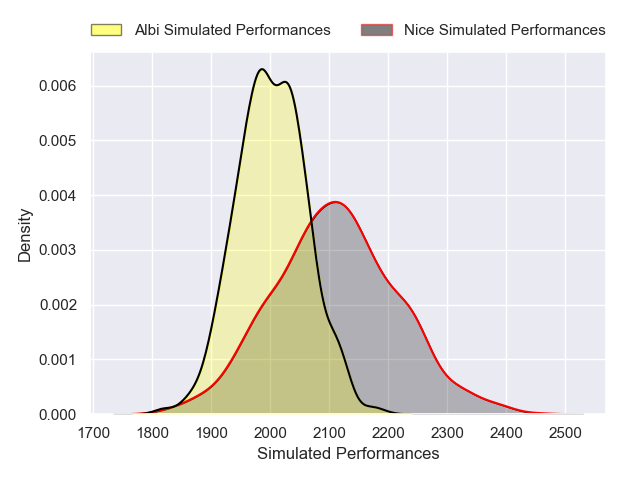 Albi Simulated Performances Nice Simulated Performances
0.006
0.005
0.004
0.003
0.002
0.001
0.000
Density
1700 1800 1900 2000 2100 2200 2300 2400 2500
Simulated Performances